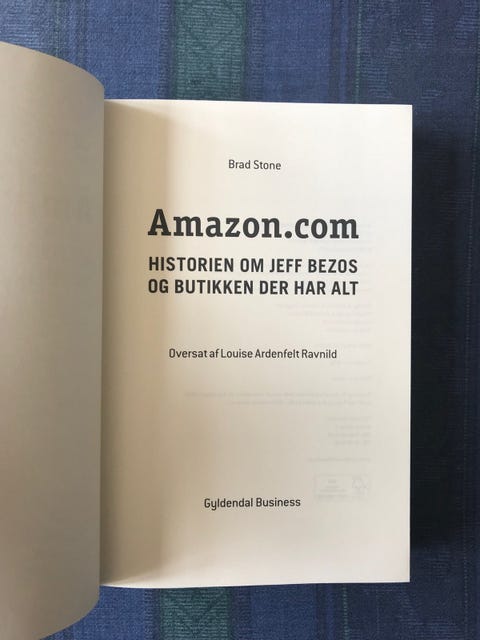 Brad Stone
Amazon.com
HISTORIEN OM JEFF BEZOS
OG BUTIKKEN DER HAR ALT
Oversat af Louise Ardenfelt Ravnild
Gyldendal Business